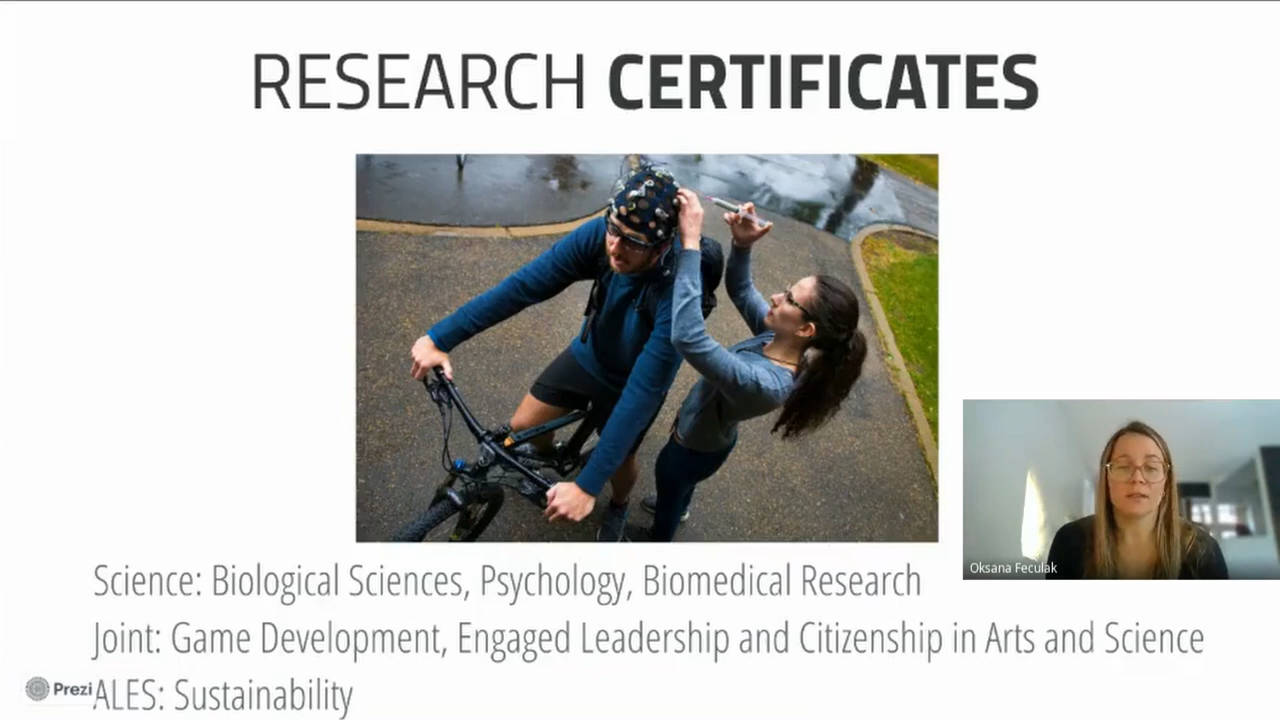 RESEARCH CERTIFICATES
Oksana Feculak
Science: Biological Sciences, Psychology, Biomedical Research
Joint: Game Development, Engaged Leadership and Citizenship in Arts and Science
Prezi
ALES: Sustainability